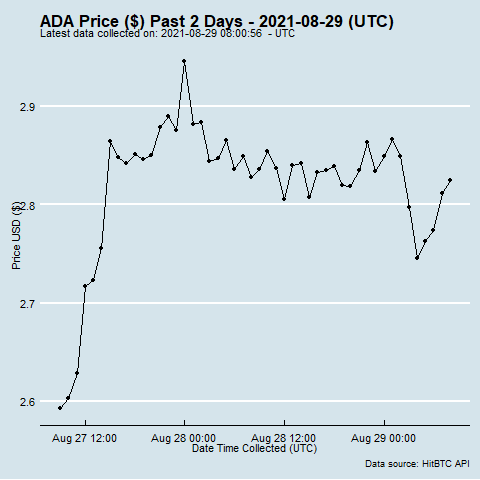 ADA Price ($) Past 2 Days - 2021-08-29 (UTC)
Latest data collected on: 2021-08-29 08:00:56 - UTC
2.9
2.8
2.7
2.6
Price USD ($)
Aug 27 12:00
Aug 28 00:00
Aug 28 12:00
Aug 29 00:00
Date Time Collected (UTC)
Data source: HitBTC API